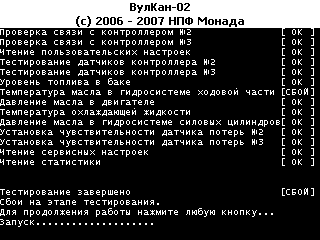 ВулКан-02
(c) 2006 - 2007 НПФ Монада
Проверка связи с контроллером №2 [ OK ]
Проверка связи с контроллером №3 [ OK ]
Чтение пользовательских настроек [ OK ]
Тестирование датчиков контроллера №2 [ OK ]
Тестирование датчиков контроллера №3 [ OK ]
Уровень топлива в баке [ OK ]
Температура масла в гидросистеме ходовой части [СБОЙ]
Давление масла в двигателе [ OK ]
Температура охлаждающей жидкости [ OK ]
Давление масла в гидросистеме силовых цилиндров[ OK ]
Установка чувствительности датчика потерь №2 [ OK ]
Установка чувствительности датчика потерь №3 [ OK ]
Чтение сервисных настроек [ OK ]
Чтение статистики [ OK ]
Тестирование завершено [СБОЙ]
Сбои на этапе тестирования.
Для продолжения работы нажмите любую кнопку...
Запуск....................